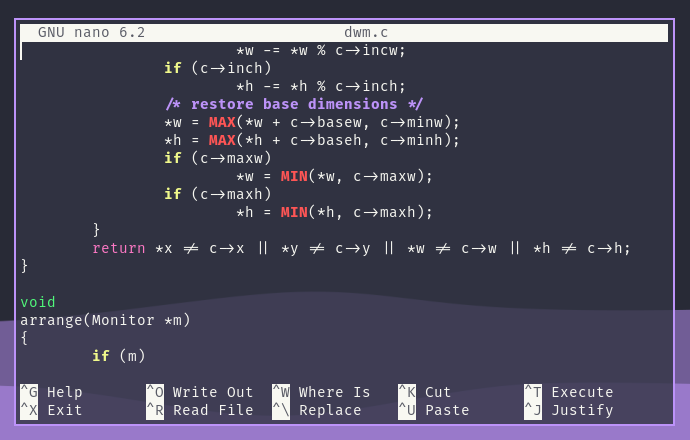 GNU nano 6.2 dwm.c
*w -= *w % c->incw;
if (c->inch)
*h -= *h % c->inch;
/* restore base dimensions */
*w = MAX(*w + c->basew, c->minw);
*h = MAX(*h + c->baseh, c->minh);
if (c->maxw)
*w = MIN(*w, c->maxw);
if (c->maxh)
*h = MIN(*h, c->maxh);
}
return *x != c->x || *y != c->y || *w != c->w || *h != c->h;
}
void
arrange(Monitor *m)
{
if (m)
^G Help ^O Write Out ^W Where Is ^K Cut ^T Execute
^X Exit ^R Read File ^\ Replace ^U Paste ^J Justify